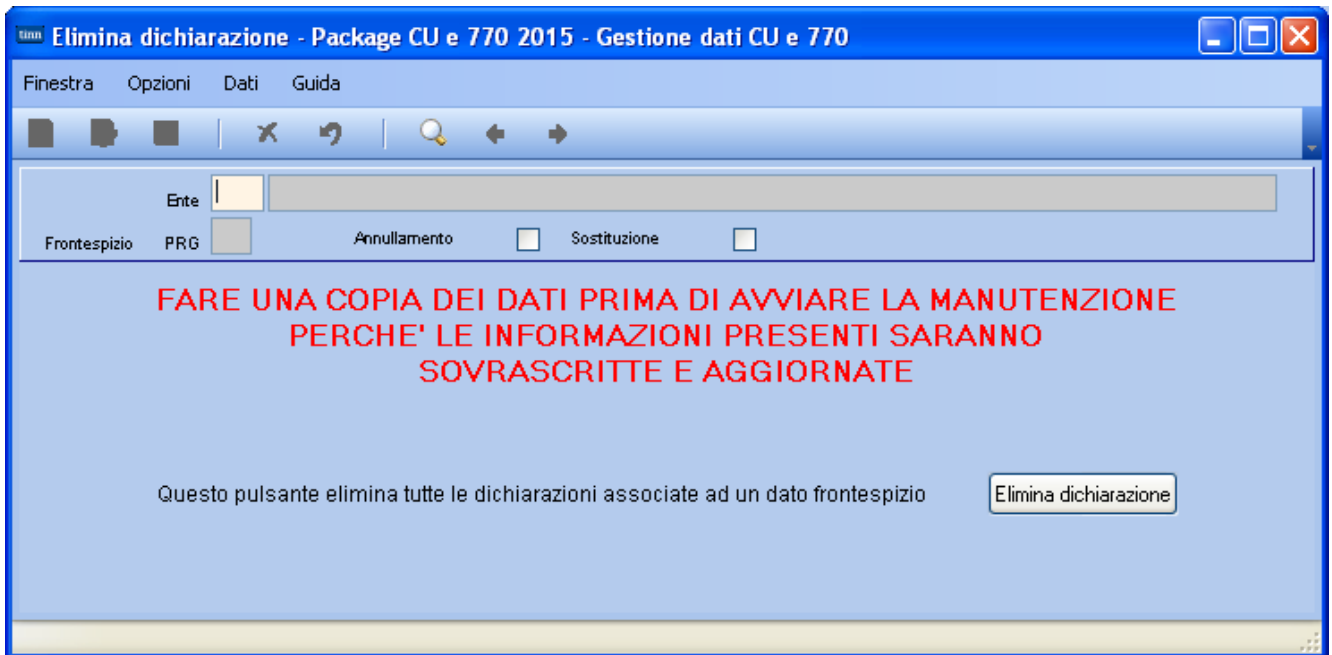 tinn Elimina dichiarazione - Package CU e 770 2015 - Gestione dati CU e 770
Finestra Opzioni Dati Guida
Ente
Frontespizio PRG Annullamento Sostituzione
FARE UNA COPIA DEI DATI PRIMA DI AVVIARE LA MANUTENZIONE
PERCHE' LE INFORMAZIONI PRESENTI SARANNO
SOVRASCRITTE E AGGIORNATE
Questo pulsante elimina tutte le dichiarazioni associate ad un dato frontespizio Elimina dichiarazione